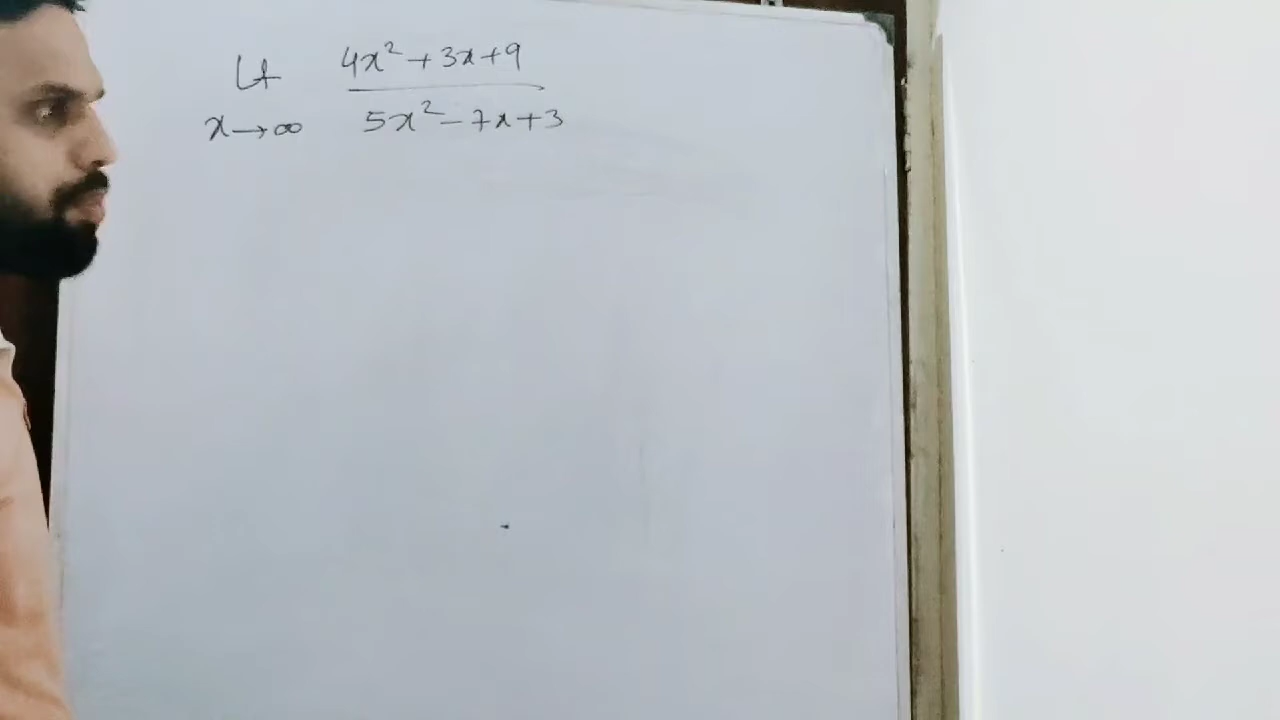 Lt 4x² + 3x + 9
x → ∞ 5x² - 7x + 3